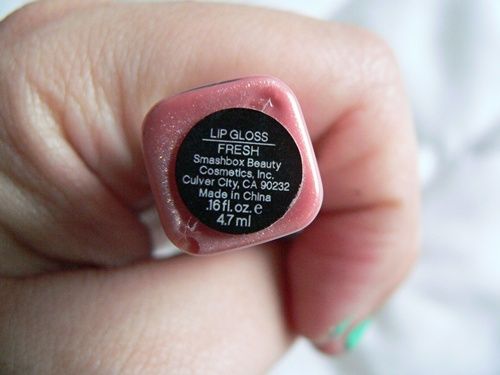 LIP GLOSS
FRESH
Smashbox Beauty
Cosmetics, Inc.
Culver City, CA 90232
Made in China
.16 fl. oz. e
4.7 ml